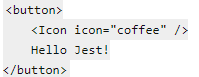 <button>
    <Icon icon="coffee" />
    Hello Jest!
</button>